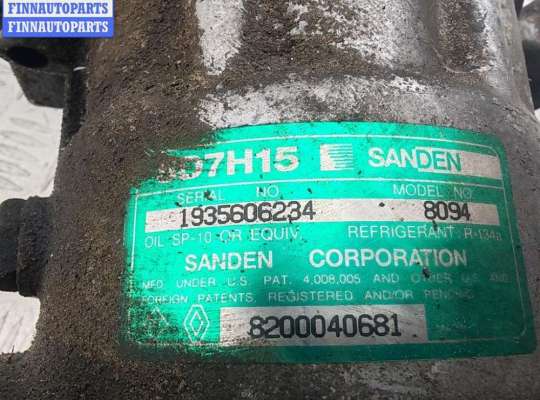 FINNAUTOPARTS
FINNAUTOPARTS
FINNAUTOPARTS
D7H15 SANDEN
SERIAL NO. MODEL NO.
1935606234 8094
OIL SP-10 OR EQUIV. REFRIGERANT R-134a
SANDEN CORPORATION
MFD. UNDER U.S. PAT. 4,008,005 AND OTHER U.S. AND
FOREIGN PATENTS, REGISTERED AND/OR PENDING
8200040681